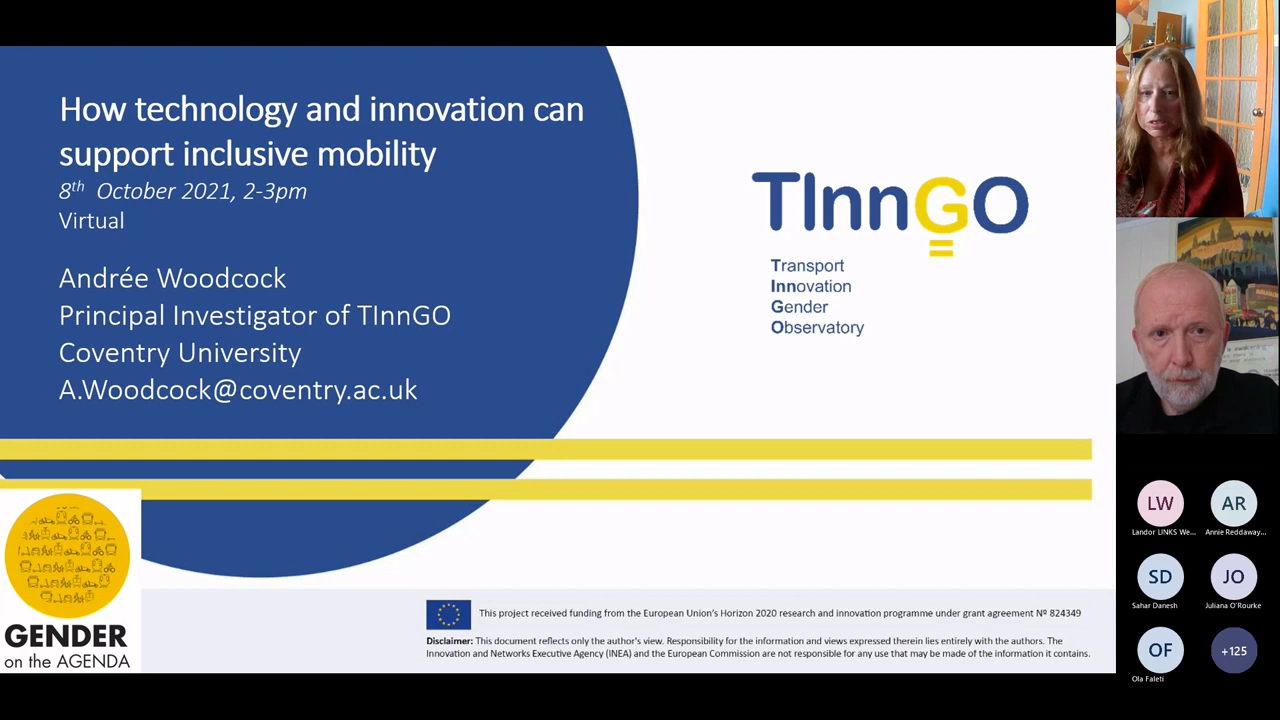 How technology and innovation can
support inclusive mobility
8th October 2021, 2-3pm
Virtual
Andrée Woodcock
Principal Investigator of TInnGO
Coventry University
A.Woodcock@coventry.ac.uk
TInnGO
Transport
Innovation
Gender
Observatory
GENDER
on the AGENDA
This project received funding from the European Union's Horizon 2020 research and innovation programme under grant agreement Nº 824349
Disclaimer: This document reflects only the author's view. Responsibility for the information and views expressed therein lies entirely with the authors. The
Innovation and Networks Executive Agency (INEA) and the European Commission are not responsible for any use that may be made of the information it contains.
LW
AR
Landor LINKS We...
Annie Reddaway...
SD
JO
Sahar Danesh
Juliana O'Rourke
OF
+125
Ola Faleti